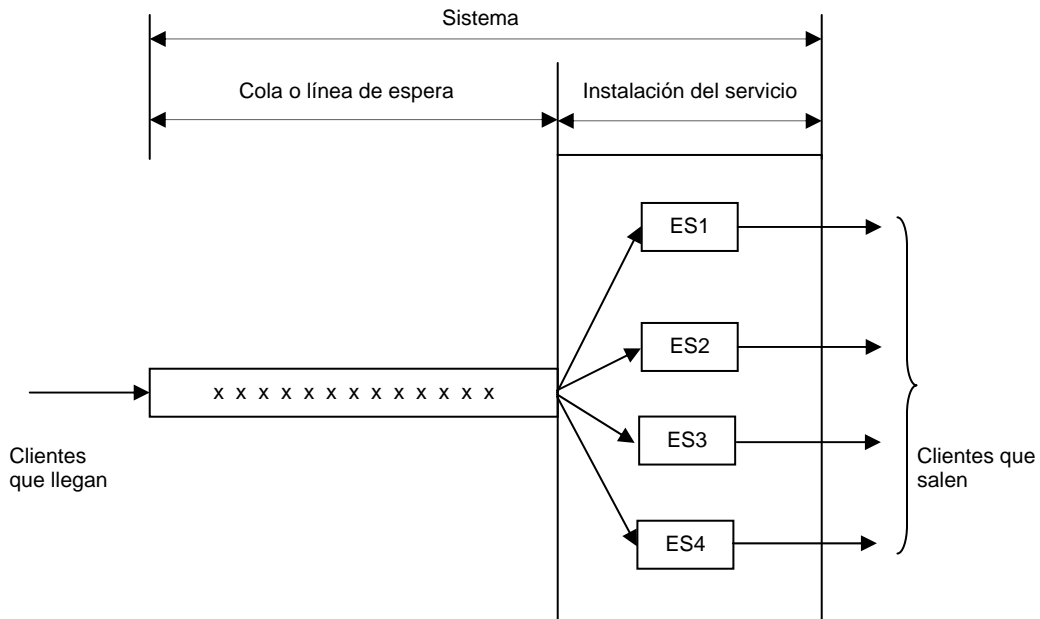 Sistema
Cola o línea de espera
Instalación del servicio
ES1
ES2
x x x x x x x x x x x x x
ES3
Clientes
que llegan
Clientes que
salen
ES4